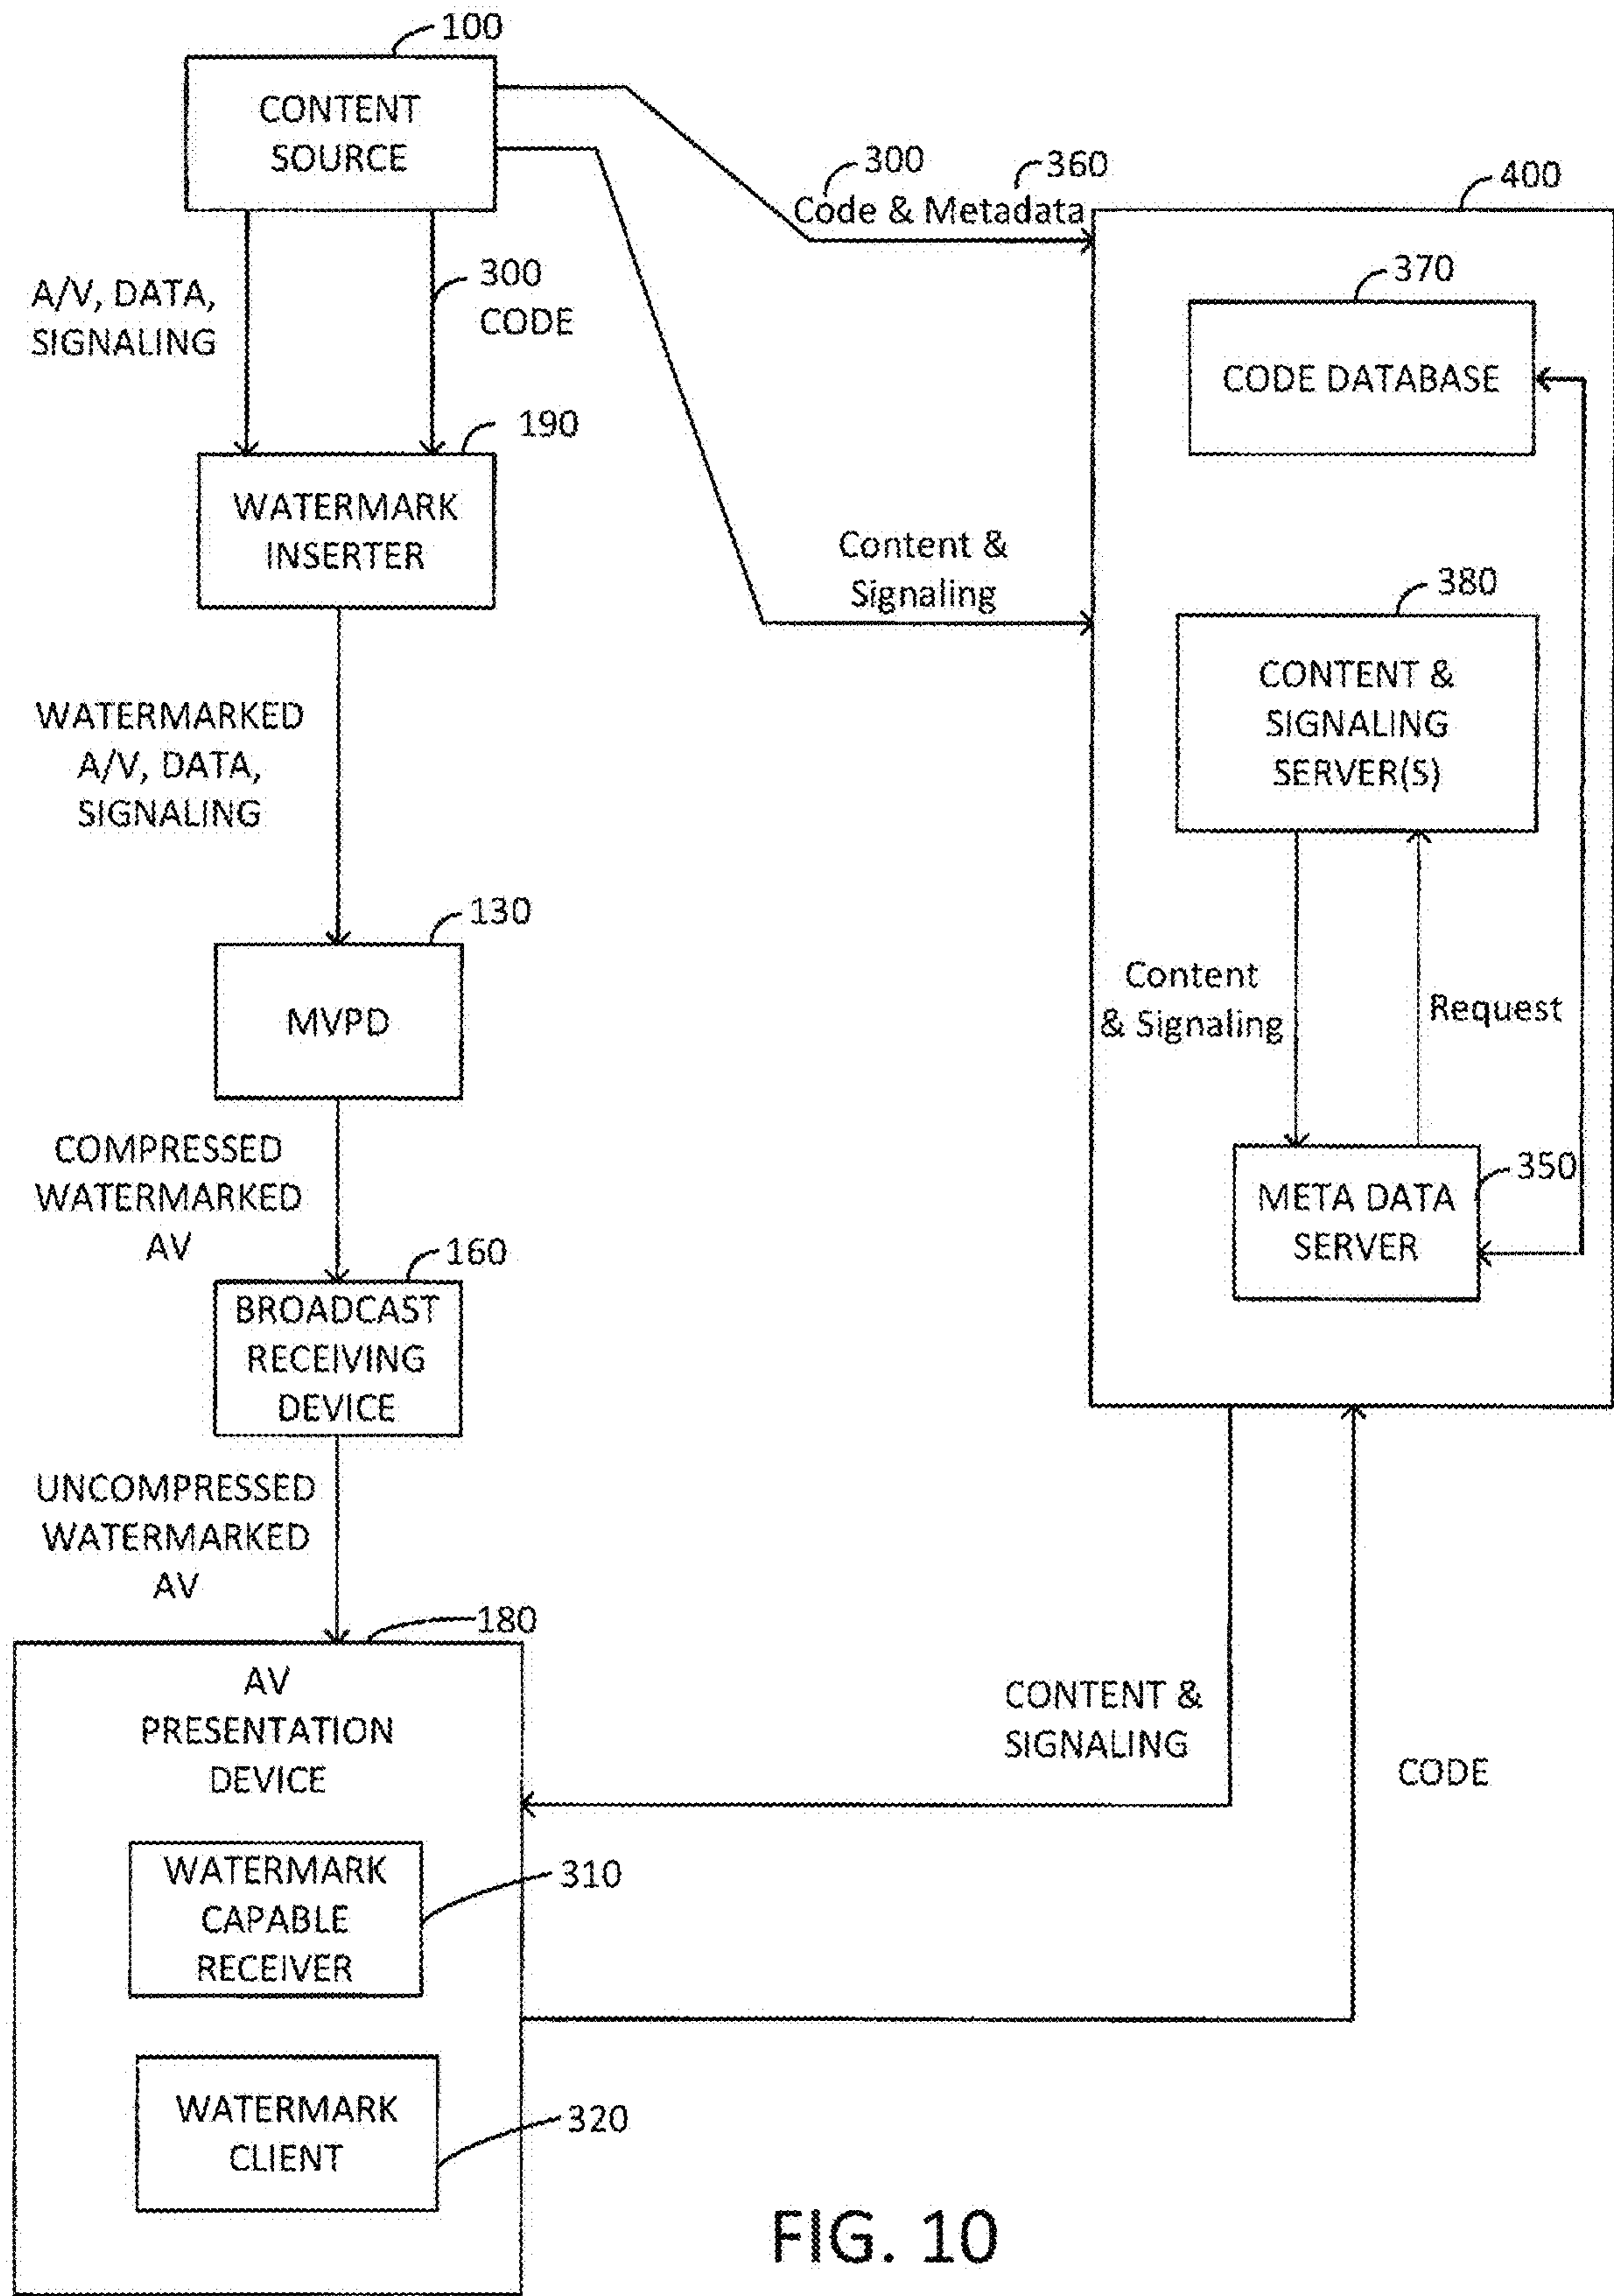 100
CONTENT
SOURCE
300
360
Code & Metadata
400
A/V, DATA,
SIGNALING
300
CODE
370
CODE DATABASE
190
WATERMARK
INSERTER
Content &
Signaling
380
CONTENT &
SIGNALING
SERVER(S)
WATERMARKED
A/V, DATA,
SIGNALING
130
MVPD
Content
& Signaling
Request
COMPRESSED
WATERMARKED
AV
350
META DATA
SERVER
160
BROADCAST
RECEIVING
DEVICE
UNCOMPRESSED
WATERMARKED
AV
180
AV
PRESENTATION
DEVICE
CONTENT &
SIGNALING
CODE
WATERMARK
CAPABLE
RECEIVER
310
WATERMARK
CLIENT
320
FIG. 10